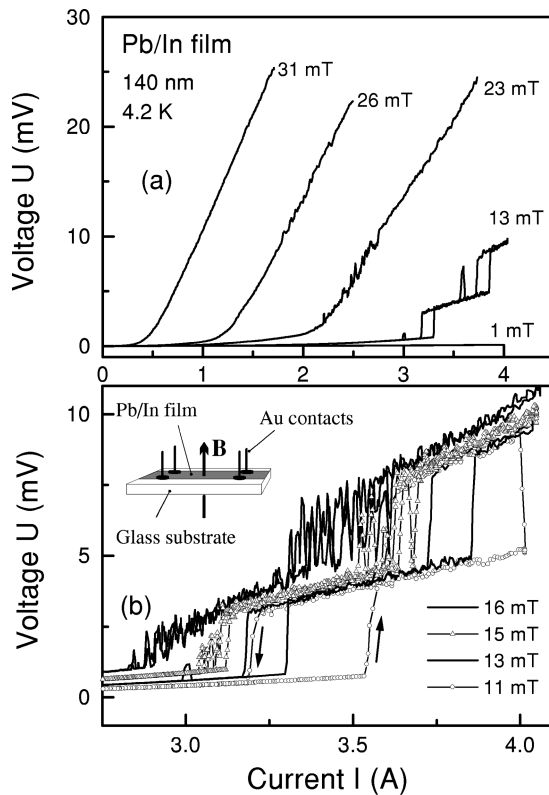 30
Pb/In film
140 nm
4.2 K
31 mT
26 mT
23 mT
20
Voltage U (mV)
(a)
13 mT
10
1 mT
0
0 1 2 3 4
10
Pb/In film
Au contacts
B
Voltage U (mV)
Glass substrate
5
(b)
16 mT
15 mT
13 mT
11 mT
0
3.0 3.5 4.0
Current I (A)